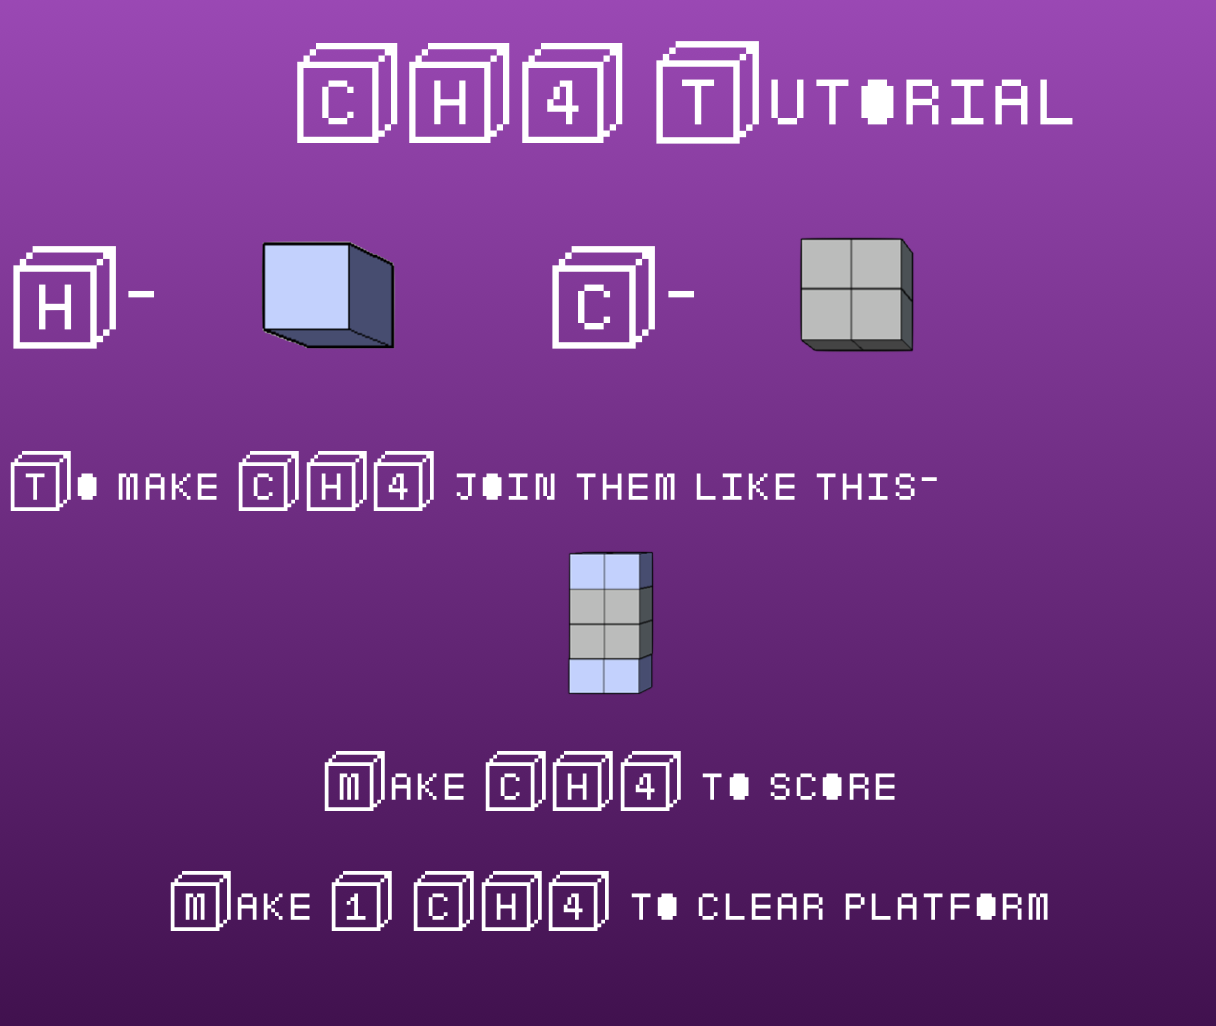 CH4 Tutorial
H- C-
To make CH4 join them like this-
Make CH4 to score
Make 1 CH4 to clear platform